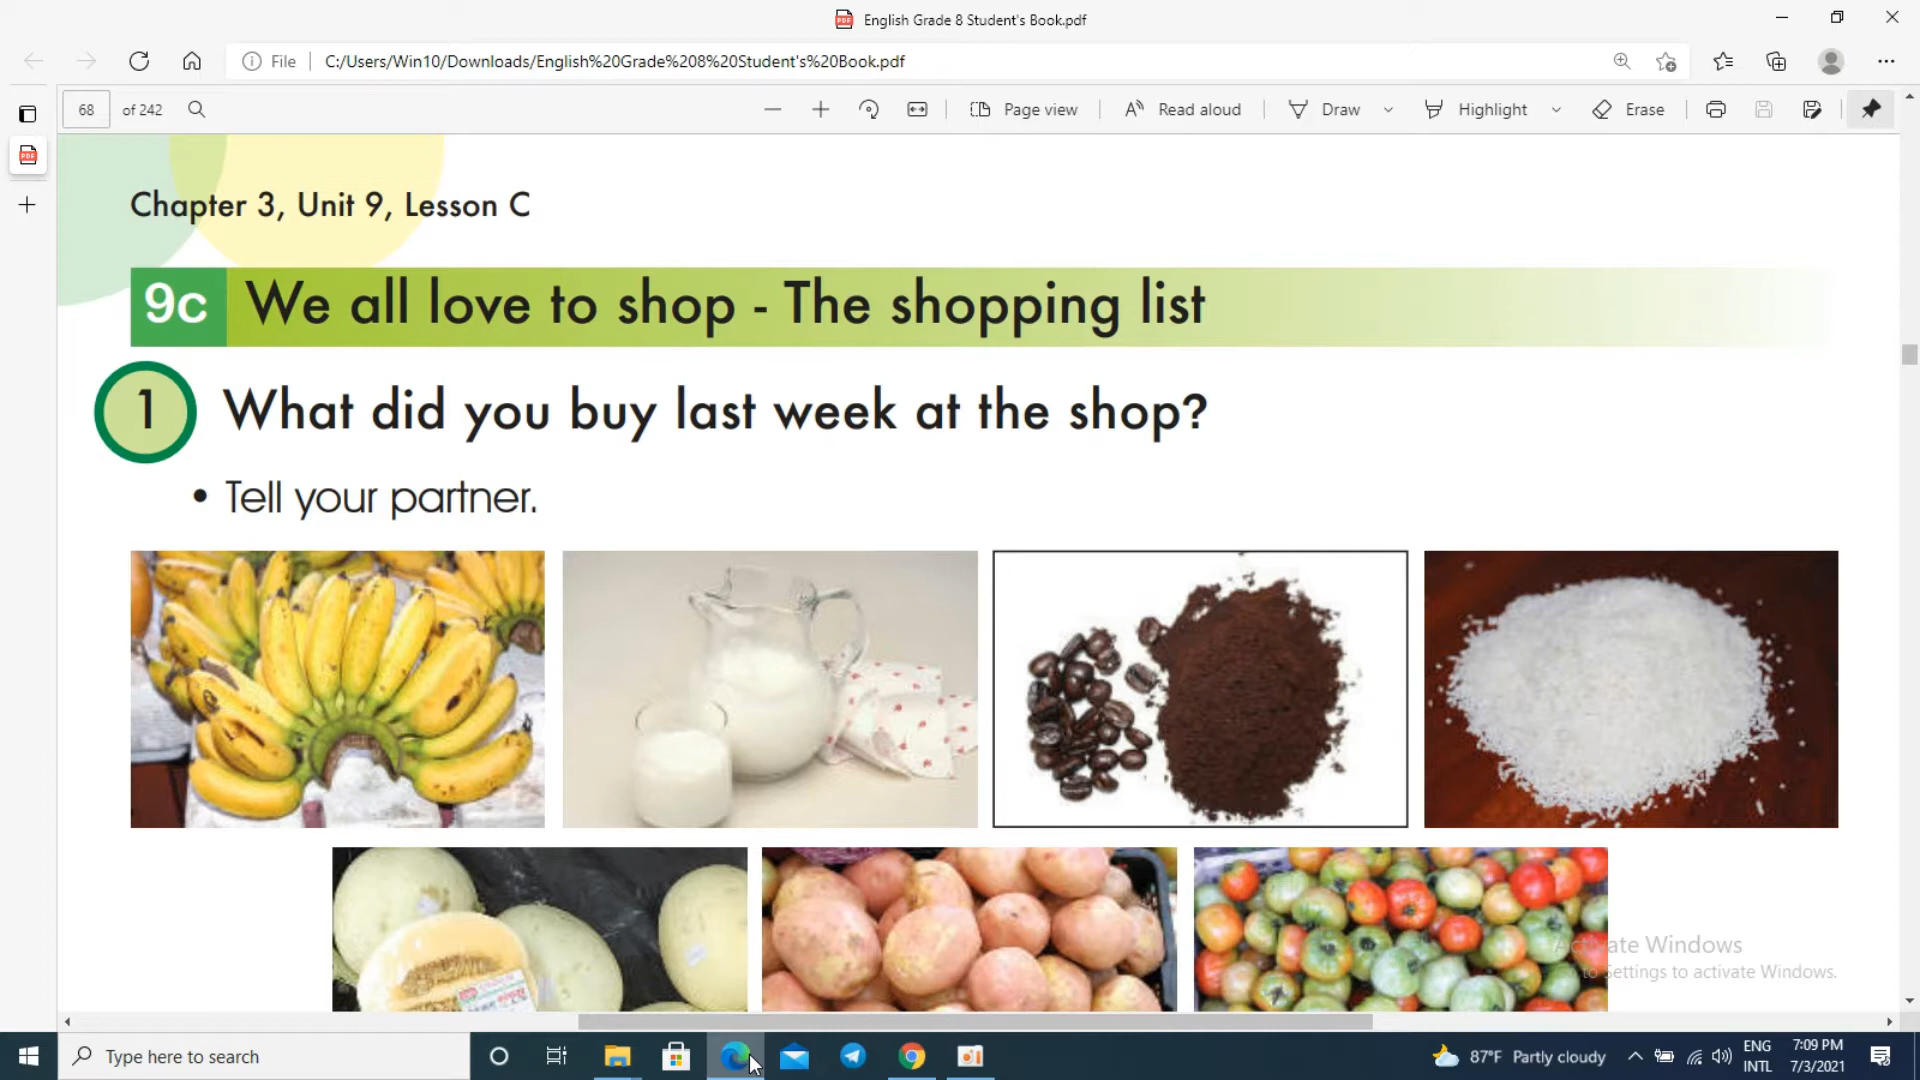 English Grade 8 Student's Book.pdf
File
C:/Users/Win10/Downloads/English%20Grade%208%20Student's%20Book.pdf
68 of 242
Page view
Read aloud
Draw
Highlight
Erase
Chapter 3, Unit 9, Lesson C
9c We all love to shop - The shopping list
1 What did you buy last week at the shop?
• Tell your partner.
Activate Windows
to Settings to activate Windows.
Type here to search
87°F Partly cloudy
ENG
INTL
7:09 PM
7/3/2021